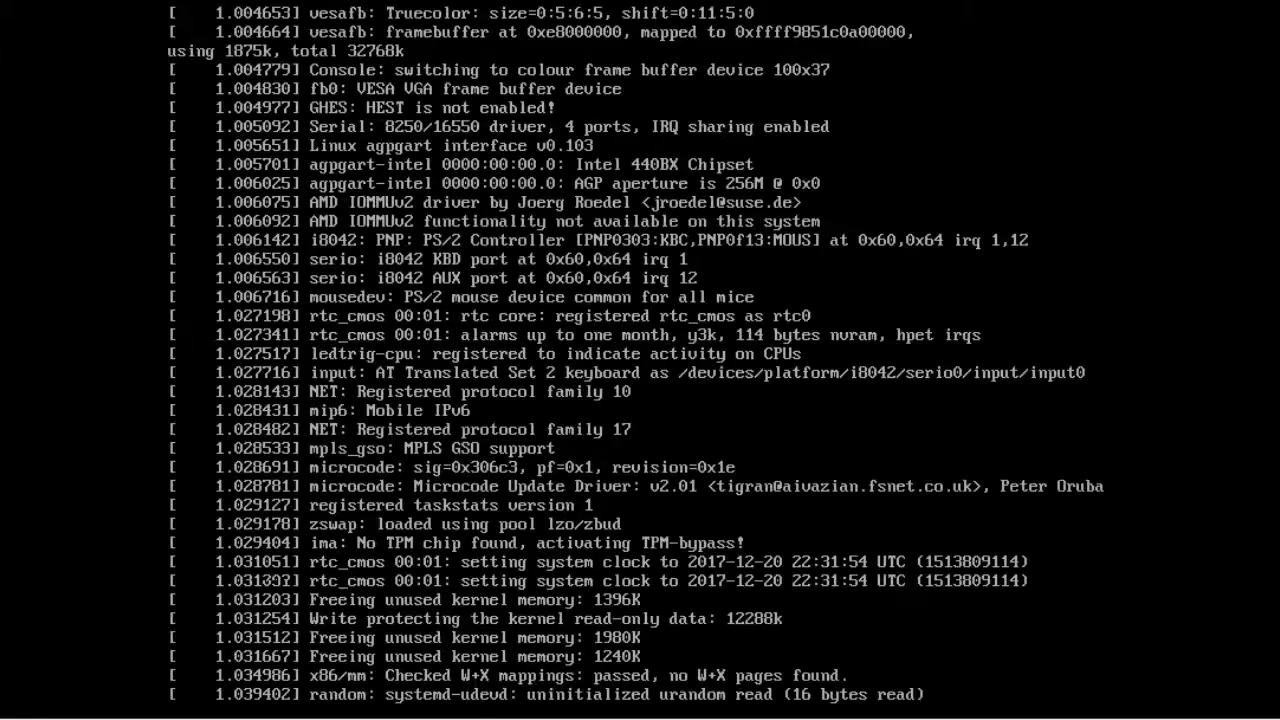 [    1.004653] vesafb: Truecolor: size=0:5:6:5, shift=0:11:5:0
[    1.004664] vesafb: framebuffer at 0xe8000000, mapped to 0xffff9851c0a00000,
using 1875k, total 32768k
[    1.004779] Console: switching to colour frame buffer device 100x37
[    1.004830] fb0: VESA VGA frame buffer device
[    1.004977] GHES: HEST is not enabled!
[    1.005092] Serial: 8250/16550 driver, 4 ports, IRQ sharing enabled
[    1.005651] Linux agpgart interface v0.103
[    1.005701] agpgart-intel 0000:00:00.0: Intel 440BX Chipset
[    1.006025] agpgart-intel 0000:00:00.0: AGP aperture is 256M @ 0x0
[    1.006075] AMD IOMMUv2 driver by Joerg Roedel <jroedel@suse.de>
[    1.006092] AMD IOMMUv2 functionality not available on this system
[    1.006142] i8042: PNP: PS/2 Controller [PNP0303:KBC,PNP0f13:MOUS] at 0x60,0x64 irq 1,12
[    1.006550] serio: i8042 KBD port at 0x60,0x64 irq 1
[    1.006563] serio: i8042 AUX port at 0x60,0x64 irq 12
[    1.006716] mousedev: PS/2 mouse device common for all mice
[    1.027198] rtc_cmos 00:01: rtc core: registered rtc_cmos as rtc0
[    1.027341] rtc_cmos 00:01: alarms up to one month, y3k, 114 bytes nvram, hpet irqs
[    1.027517] ledtrig-cpu: registered to indicate activity on CPUs
[    1.027716] input: AT Translated Set 2 keyboard as /devices/platform/i8042/serio0/input/input0
[    1.028143] NET: Registered protocol family 10
[    1.028431] mip6: Mobile IPv6
[    1.028482] NET: Registered protocol family 17
[    1.028533] mpls_gso: MPLS GSO support
[    1.028691] microcode: sig=0x306c3, pf=0x1, revision=0x1e
[    1.028781] microcode: Microcode Update Driver: v2.01 <tigran@aivazian.fsnet.co.uk>, Peter Oruba
[    1.029127] registered taskstats version 1
[    1.029178] zswap: loaded using pool lzo/zbud
[    1.029404] ima: No TPM chip found, activating TPM-bypass!
[    1.031051] rtc_cmos 00:01: setting system clock to 2017-12-20 22:31:54 UTC (1513809114)
[    rtc_cmos 00:01: setting system clock to 2017-12-20 22:31:54 UTC (1513809114)
[    1.031203] Freeing unused kernel memory: 1396K
[    1.031254] Write protecting the kernel read-only data: 12288k
[    1.031512] Freeing unused kernel memory: 1980K
[    1.031667] Freeing unused kernel memory: 1240K
[    1.034986] x86/mm: Checked W+X mappings: passed, no W+X pages found.
[    1.039402] random: systemd-udevd: uninitialized urandom read (16 bytes read)